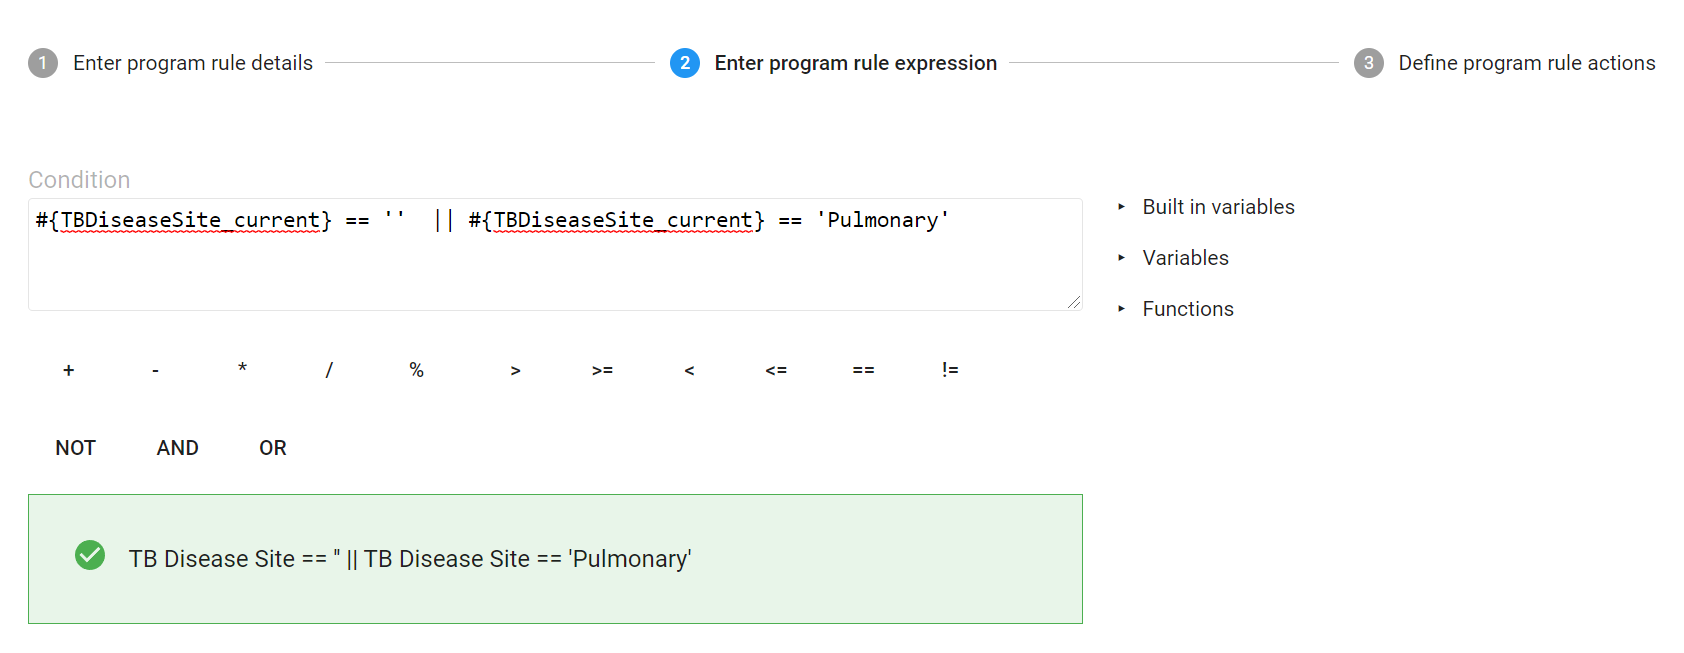 1 Enter program rule details 2 Enter program rule expression 3 Define program rule actions
Condition
#{TBDiseaseSite_current} == ''  || #{TBDiseaseSite_current} == 'Pulmonary'
‣ Built in variables
‣ Variables
‣ Functions
+ - * / % > >= < <= == !=
NOT AND OR
TB Disease Site == '' || TB Disease Site == 'Pulmonary'